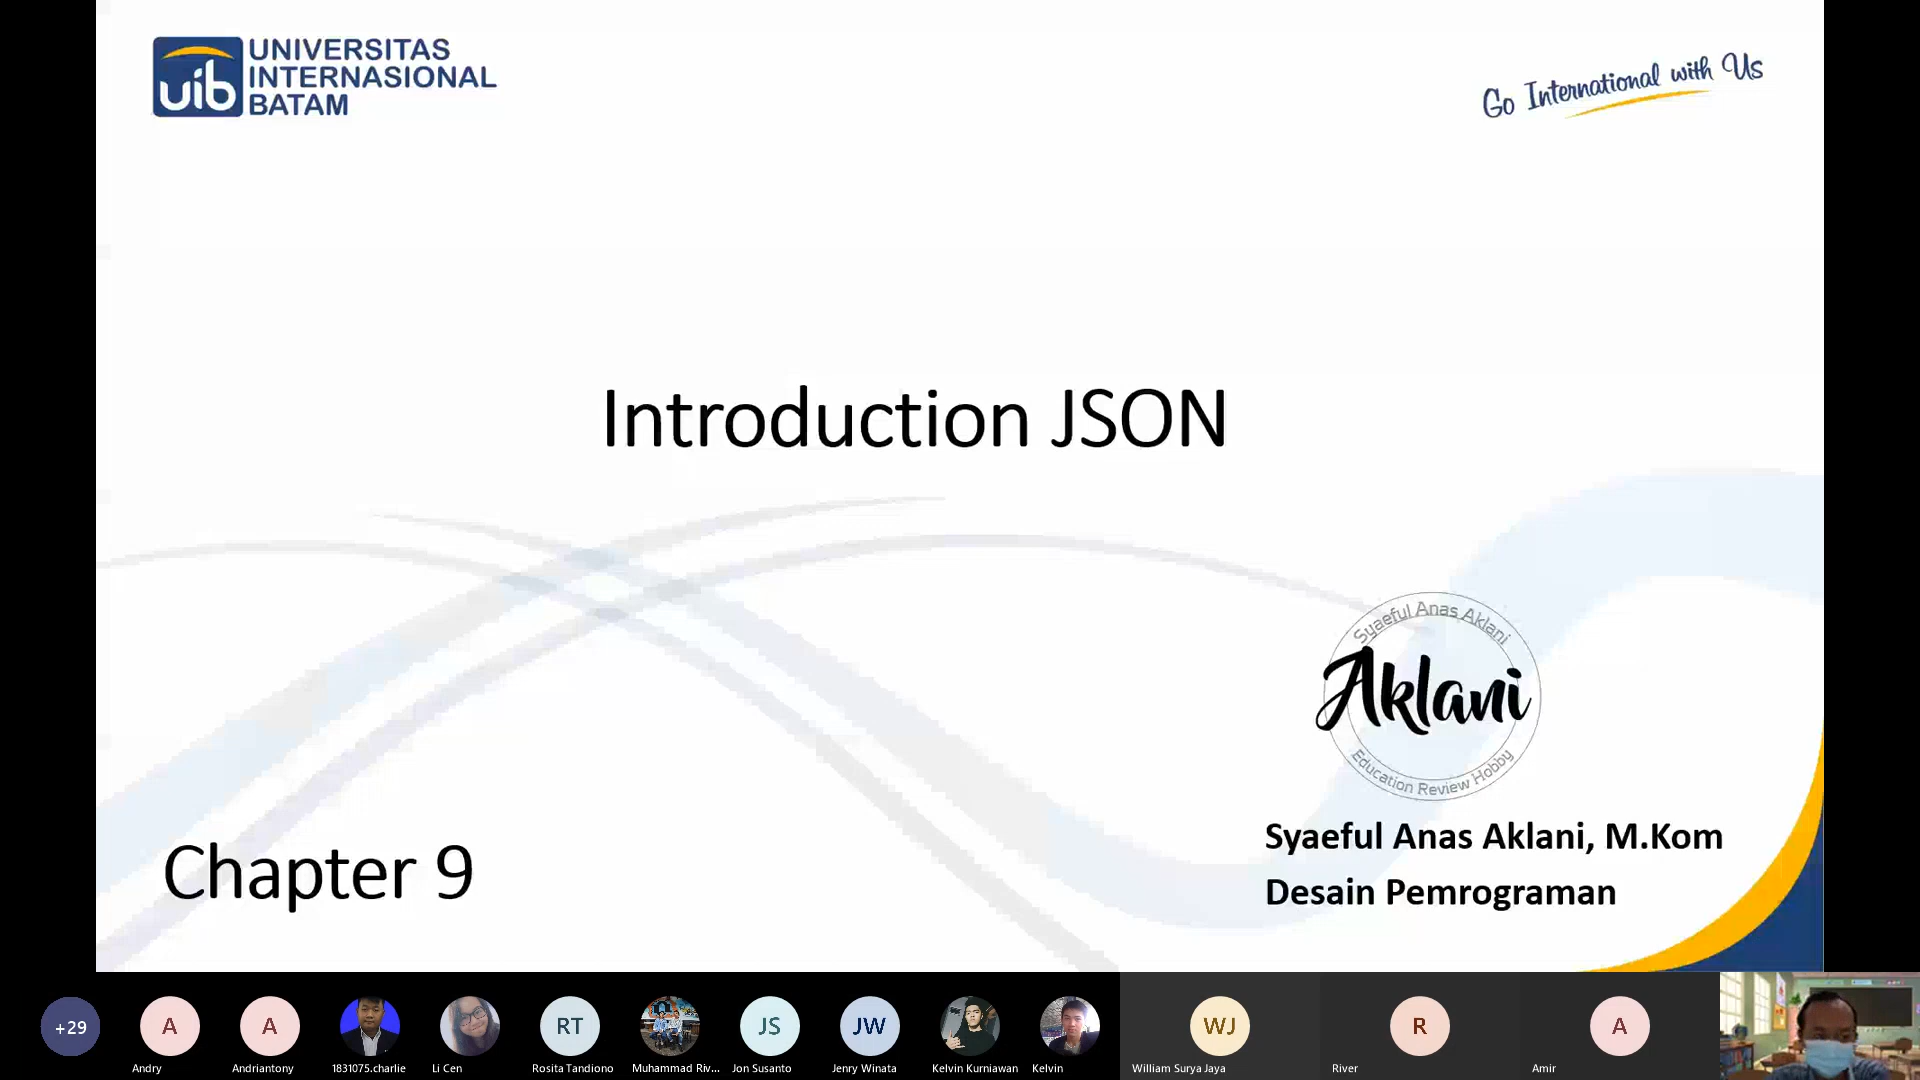 UNIVERSITAS
INTERNASIONAL
BATAM
uib
Go International with Us
Introduction JSON
Syaeful Anas Aklani
Aklani
Education Review Hobby
Chapter 9
Syaeful Anas Aklani, M.Kom
Desain Pemrograman
+29
A
A
RT
JS
JW
WJ
R
A
Andry
Andriantony
1831075.charlie
Li Cen
Rosita Tandiono
Muhammad Riv...
Jon Susanto
Jenry Winata
Kelvin Kurniawan
Kelvin
William Surya Jaya
River
Amir